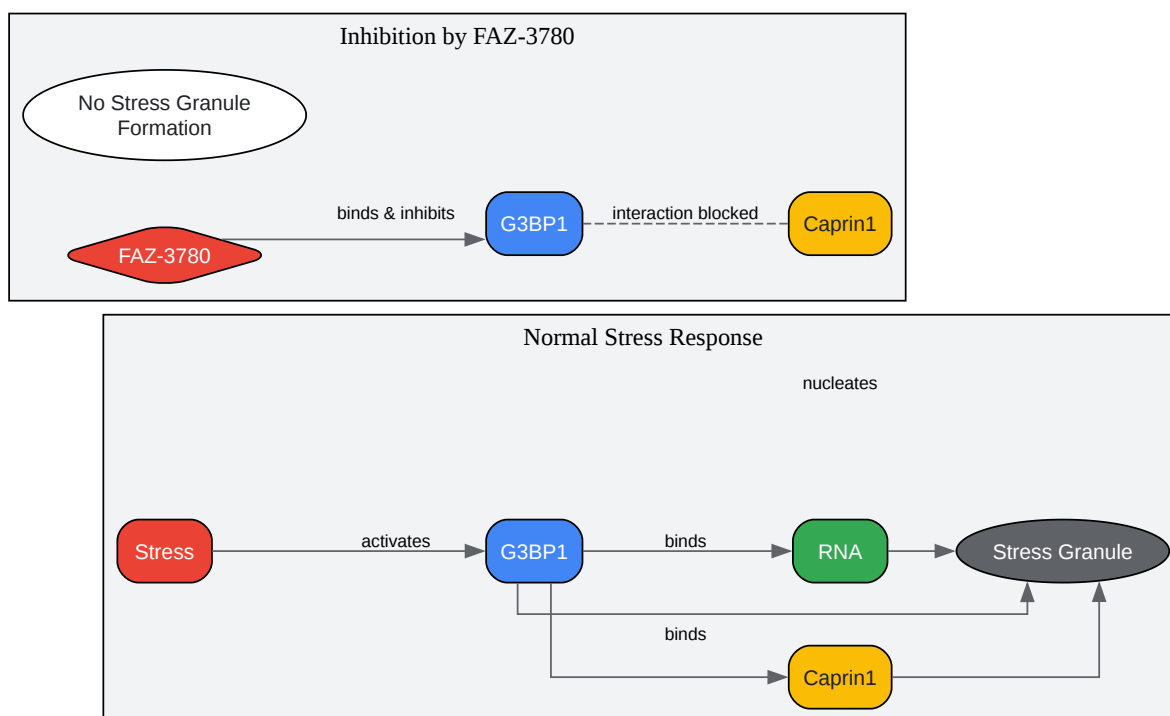 Inhibition by FAZ-3780
No Stress Granule
Formation
binds & inhibits
G3BP1
interaction blocked
Caprin1
FAZ-3780
Normal Stress Response
nucleates
Stress
activates
G3BP1
binds
RNA
Stress Granule
binds
Caprin1